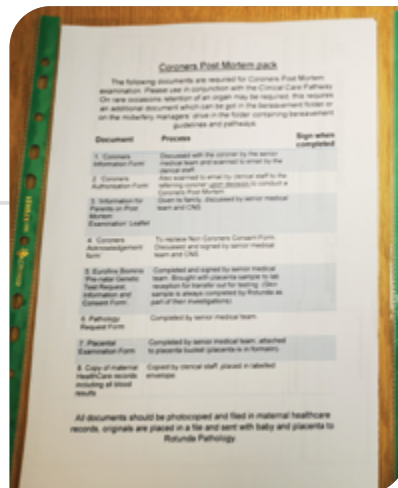 Coroners Post Mortem pack
The following documents are required for Coroners Post Mortem
examination. Please use in conjunction with the Clinical Care Pathway
On rare occasions retention of an organ may be required, this requires
an additional document which can be got in the bereavement folder or
on the midwifery managers' drive in the folder containing bereavement
guidelines and pathways.
Document Process Sign when
completed
1. 'Coroners Discussed with the coroner by the senior
Information Form' medical team and scanned to email by the
clerical staff
2. 'Coroners Also scanned to email by clerical staff to the
Authorisation Form' referring coroner upon decision to conduct a
Coroner's Post Mortem
3. 'Information for Given to family, discussed by senior medical
Parents on Post team and CNS
Mortem
Examination' Leaflet
4. 'Coroners To Non Coroners Consent Form.
Acknowledgement Discussed and signed by senior medical
form' team and CNS
5. Eurofins Biomnis Completed and signed by senior medical
'Pre-natal Genetic team. Brought with placenta sample to lab
Test Request, reception for transfer out for testing. (Skin
Information and sample is always completed by Rotunda as
Consent Form' part of their investigations)
6. Pathology Completed by senior medical team
Request Form
7. Placental Completed by senior medical team, attached
Examination Form to placenta bucket (placenta is in formalin)
8. Copy of maternal Copied by clerical staff, placed in labelled
HealthCare records envelope.
including all blood
results
All documents should be photocopied and filed in maternal healthcare
records, originals are placed in a file and sent with baby and placenta to
Rotunda Pathology.